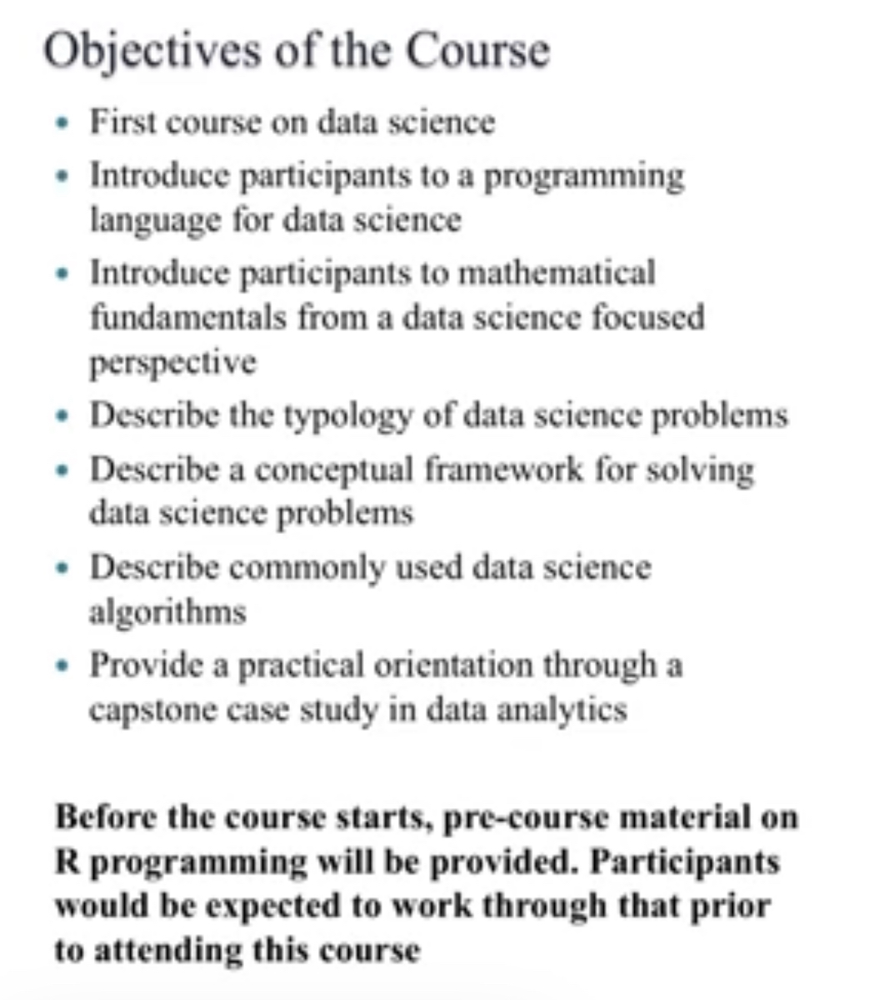 Objectives of the Course
• First course on data science
• Introduce participants to a programming
language for data science
• Introduce participants to mathematical
fundamentals from a data science focused
perspective
• Describe the typology of data science problems
• Describe a conceptual framework for solving
data science problems
• Describe commonly used data science
algorithms
• Provide a practical orientation through a
capstone case study in data analytics
Before the course starts, pre-course material on
R programming will be provided. Participants
would be expected to work through that prior
to attending this course